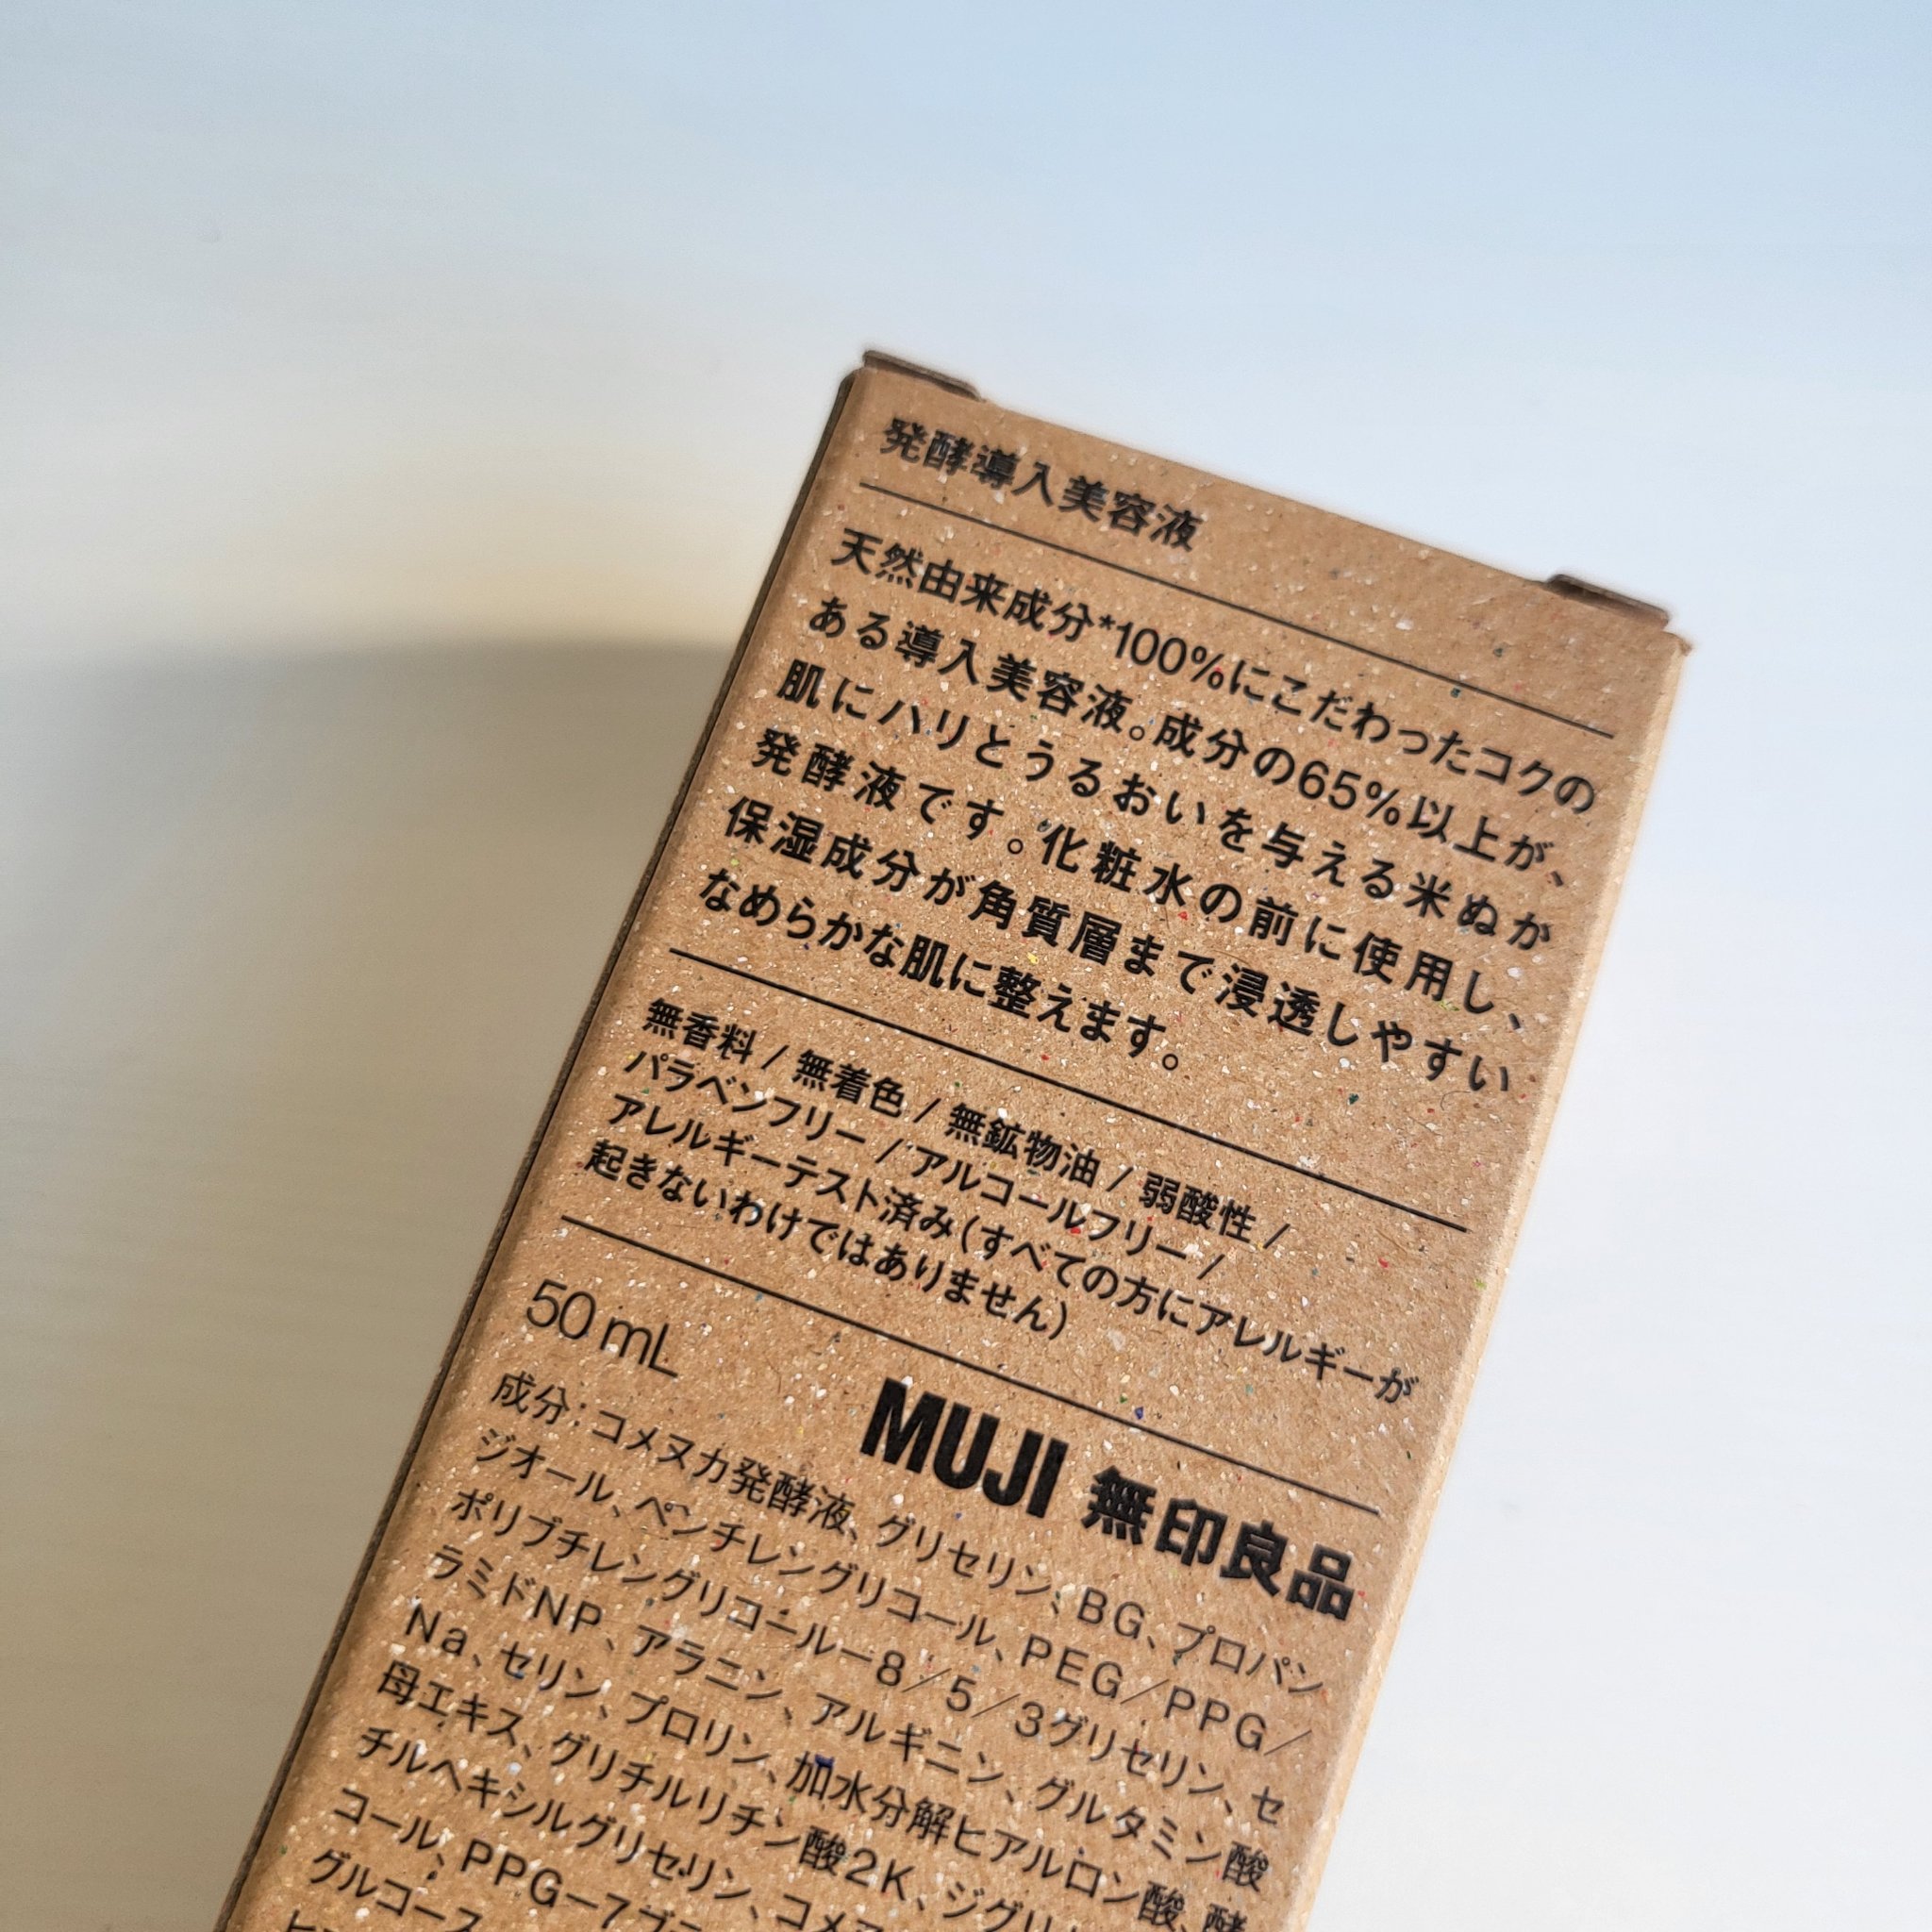 発酵導入美容液
天然由来成分*100%にこだわったコクの
ある導入美容液。成分の65%以上が、
肌にハリとうるおいを与える米ぬか
発酵液です。化粧水の前に使用し、
保湿成分が角質層まで浸透しやすい
なめらかな肌に整えます。
無香料 / 無着色 / 無鉱物油 / 弱酸性 /
パラベンフリー / アルコールフリー /
アレルギーテスト済み(すべての方にアレルギーが
起きないわけではありません)
50 mL
MUJI 無印良品
成分:コメヌカ発酵液、グリセリン、BG、プロパン
ジオール、ペンチレングリコール、PEG/PPG/
ポリブチレングリコール-8/5/3グリセリン、セ
ラミドNP、アラニン、アルギニン、グルタミン酸
Na、セリン、プロリン、加水分解ヒアルロン酸、酵
母エキス、グリチルリチン酸2K、ジグリ
チルヘキシルグリセリン、コメヌ
コール、PPG-7ブ
グルコース